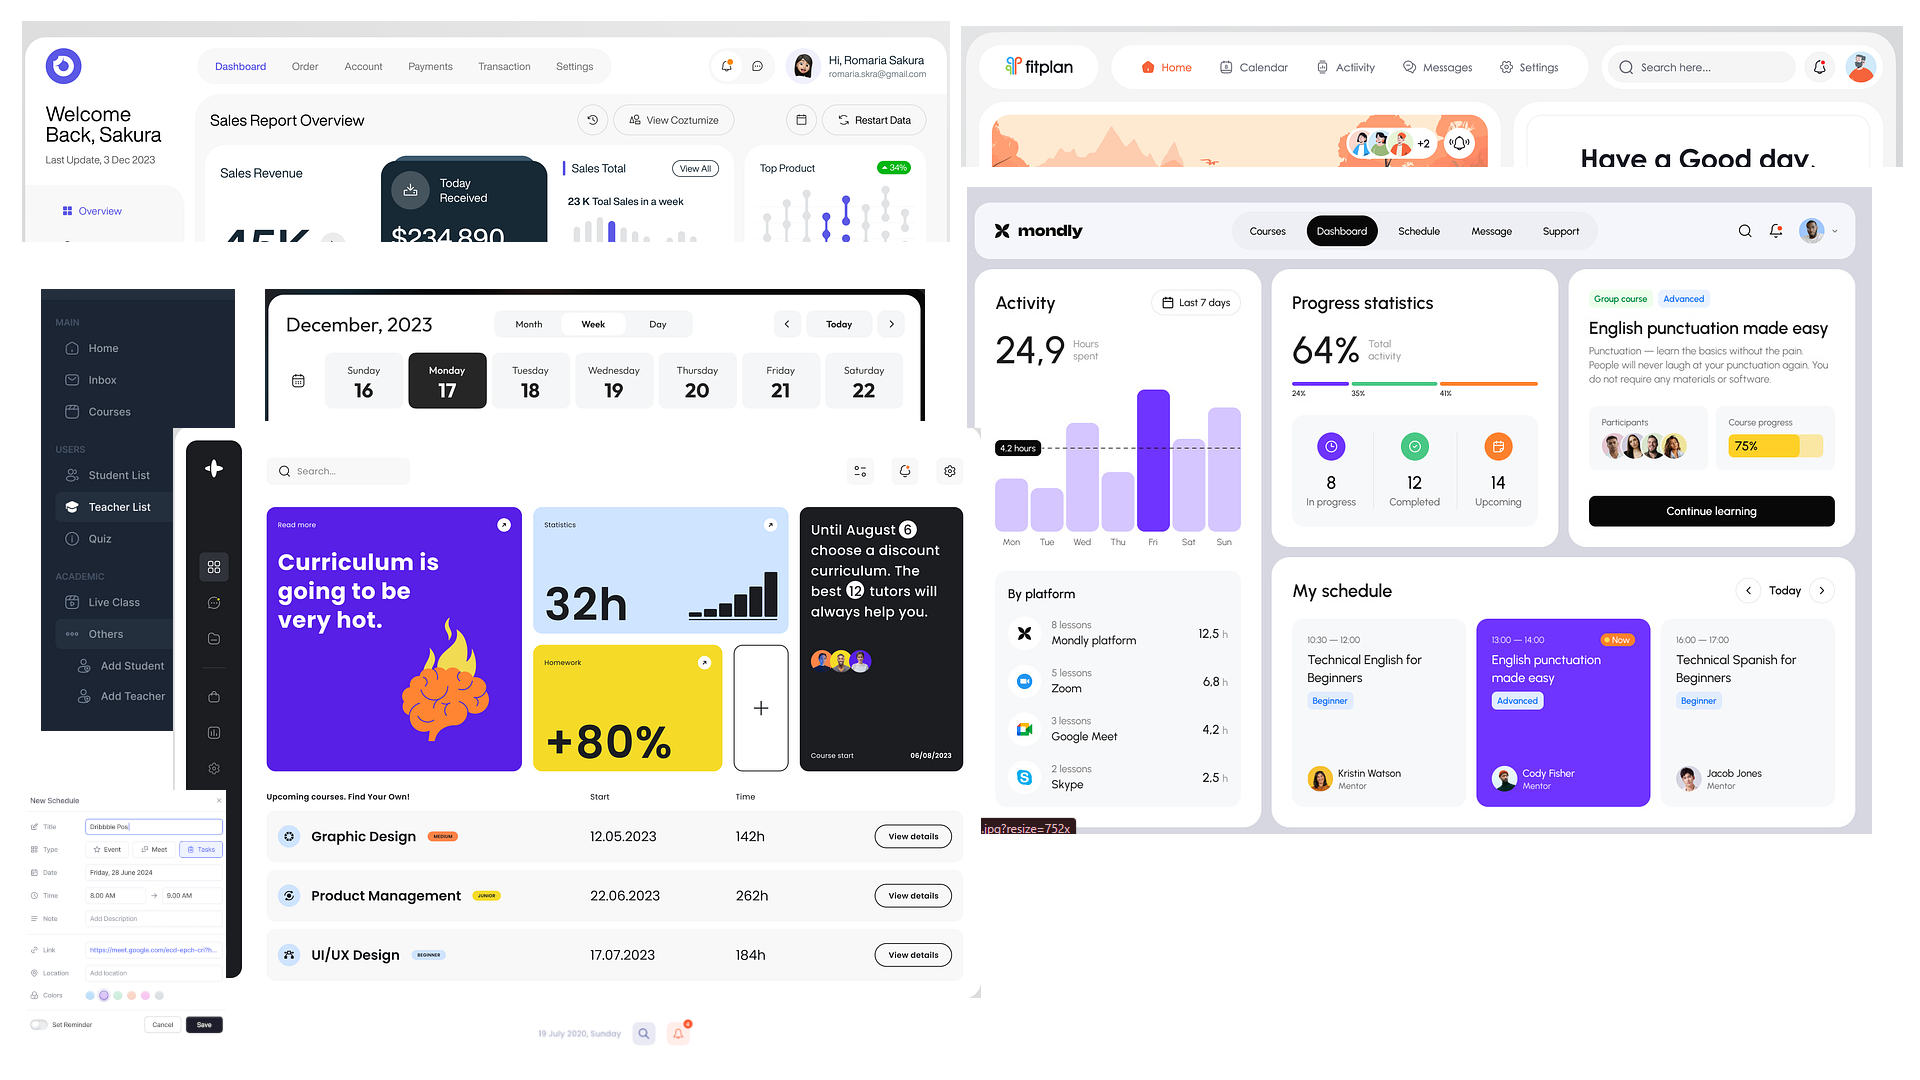 Dashboard
Order
Account
Payments
Transaction
Settings
Hi, Romaria Sakura
romaria.skra@gmail.com
Welcome
Back, Sakura
Last Update, 3 Dec 2023
Overview
Sales Report Overview
View Coztumize
Restart Data
Sales Revenue
45K
Today
Received
$234,890
Sales Total
View All
23 K Toal Sales in a week
Top Product
34%
fitplan
Home
Calendar
Actiivity
Messages
Settings
Search here...
+2
Have a Good day,
MAIN
Home
Inbox
Courses
USERS
Student List
Teacher List
Quiz
ACADEMIC
Live Class
Others
Add Student
Add Teacher
December, 2023
Month
Week
Day
Today
Sunday
16
Monday
17
Tuesday
18
Wednesday
19
Thursday
20
Friday
21
Saturday
22
Search...
Read more
Curriculum is
going to be
very hot.
Statistics
32h
Homework
+80%
Until August 6
choose a discount
curriculum. The
best 12 tutors will
always help you.
Course start
06/08/2023
Upcoming courses. Find Your Own!
Start
Time
Graphic Design
MEDIUM
12.05.2023
142h
View details
Product Management
JUNIOR
22.06.2023
262h
View details
UI/UX Design
BEGINNER
17.07.2023
184h
View details
New Schedule
Title
Dribbble Pos
Type
Event
Meet
Tasks
Date
Friday, 28 June 2024
Time
8.00 AM
9.00 AM
Note
Add Description
Link
https://meet.google.com/ecd-epch-cri?h...
Location
Add location
Colors
Set Reminder
Cancel
Save
19 July 2020, Sunday
4
mondly
Courses
Dashboard
Schedule
Message
Support
Activity
Last 7 days
24,9
Hours
spent
4.2 hours
Mon
Tue
Wed
Thu
Fri
Sat
Sun
By platform
8 lessons
Mondly platform
12,5 h
5 lessons
Zoom
6,8 h
3 lessons
Google Meet
4,2 h
2 lessons
Skype
2,5 h
Progress statistics
64%
Total
activity
24%
35%
41%
8
In progress
12
Completed
14
Upcoming
Group course
Advanced
English punctuation made easy
Punctuation — learn the basics without the pain.
People will never laugh at your punctuation again. You
do not require any materials or software.
Participants
Course progress
75%
Continue learning
My schedule
Today
10:30 — 12:00
Technical English for
Beginners
Beginner
Kristin Watson
Mentor
13:00 — 14:00
Now
English punctuation
made easy
Advanced
Cody Fisher
Mentor
16:00 — 17:00
Technical Spanish for
Beginners
Beginner
Jacob Jones
Mentor
.jpg?resize=752x